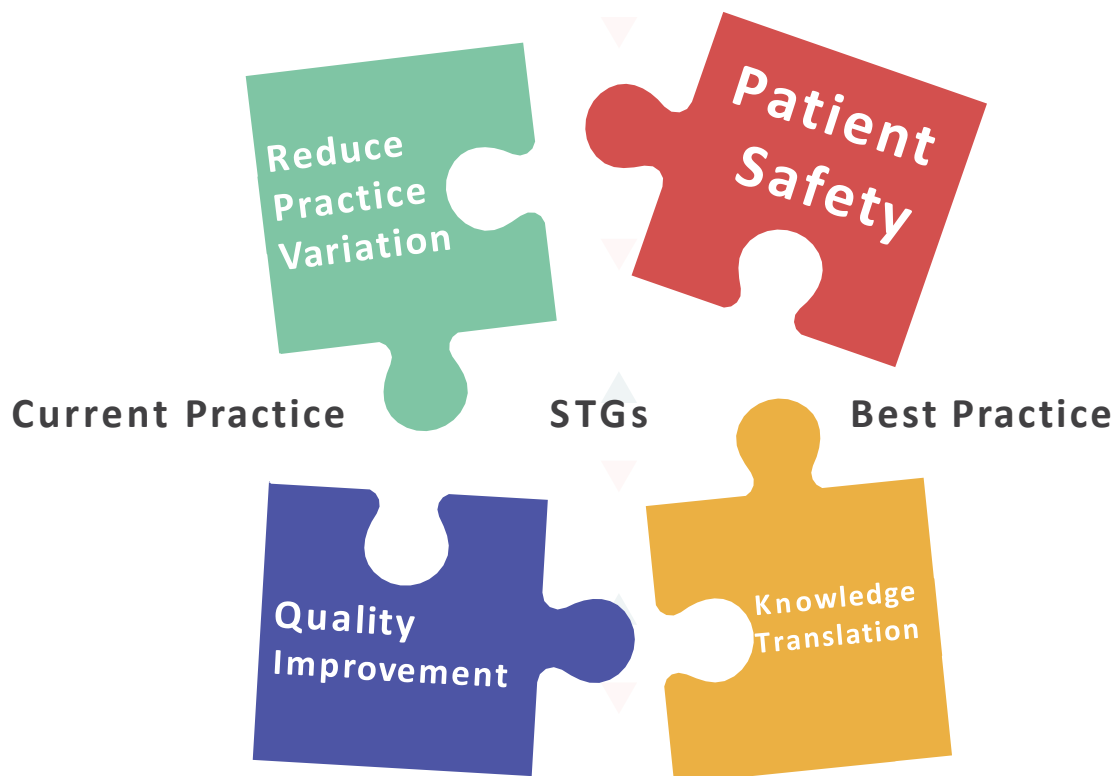 Reduce
Practice
Variation
Patient
Safety
Current Practice STGs Best Practice
Quality
Improvement
Knowledge
Translation